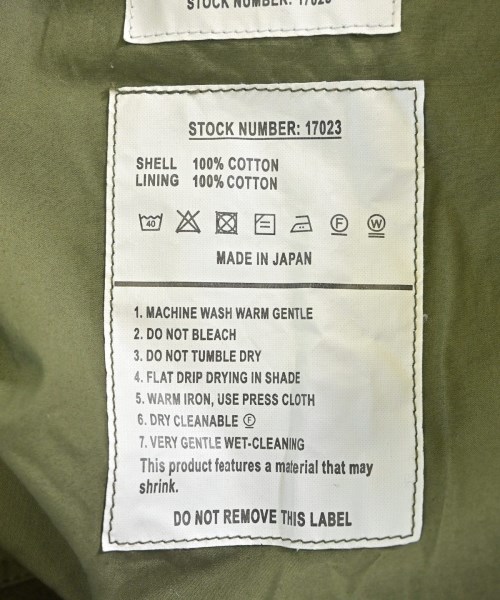 STOCK NUMBER: 17023
STOCK NUMBER: 17023
SHELL 100% COTTON
LINING 100% COTTON
40 F W
MADE IN JAPAN
1. MACHINE WASH WARM GENTLE
2. DO NOT BLEACH
3. DO NOT TUMBLE DRY
4. FLAT DRIP DRYING IN SHADE
5. WARM IRON, USE PRESS CLOTH
6. DRY CLEANABLE F
7. VERY GENTLE WET-CLEANING
This product features a material that may
shrink.
DO NOT REMOVE THIS LABEL